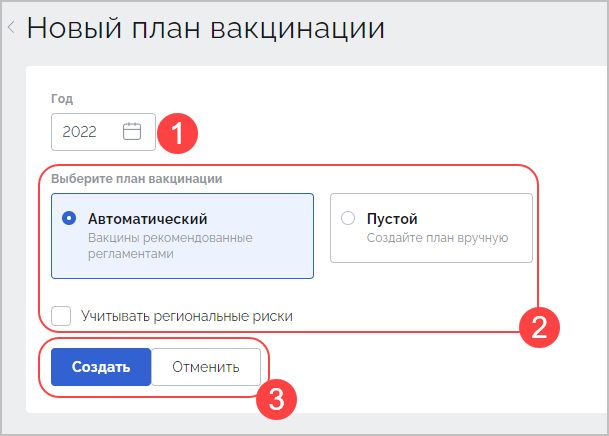 Новый план вакцинации
Год
2022
1
Выберите план вакцинации
Автоматический
Вакцины рекомендованные
регламентами
Пустой
Создайте план вручную
Учитывать региональные риски
2
Создать
Отменить
3